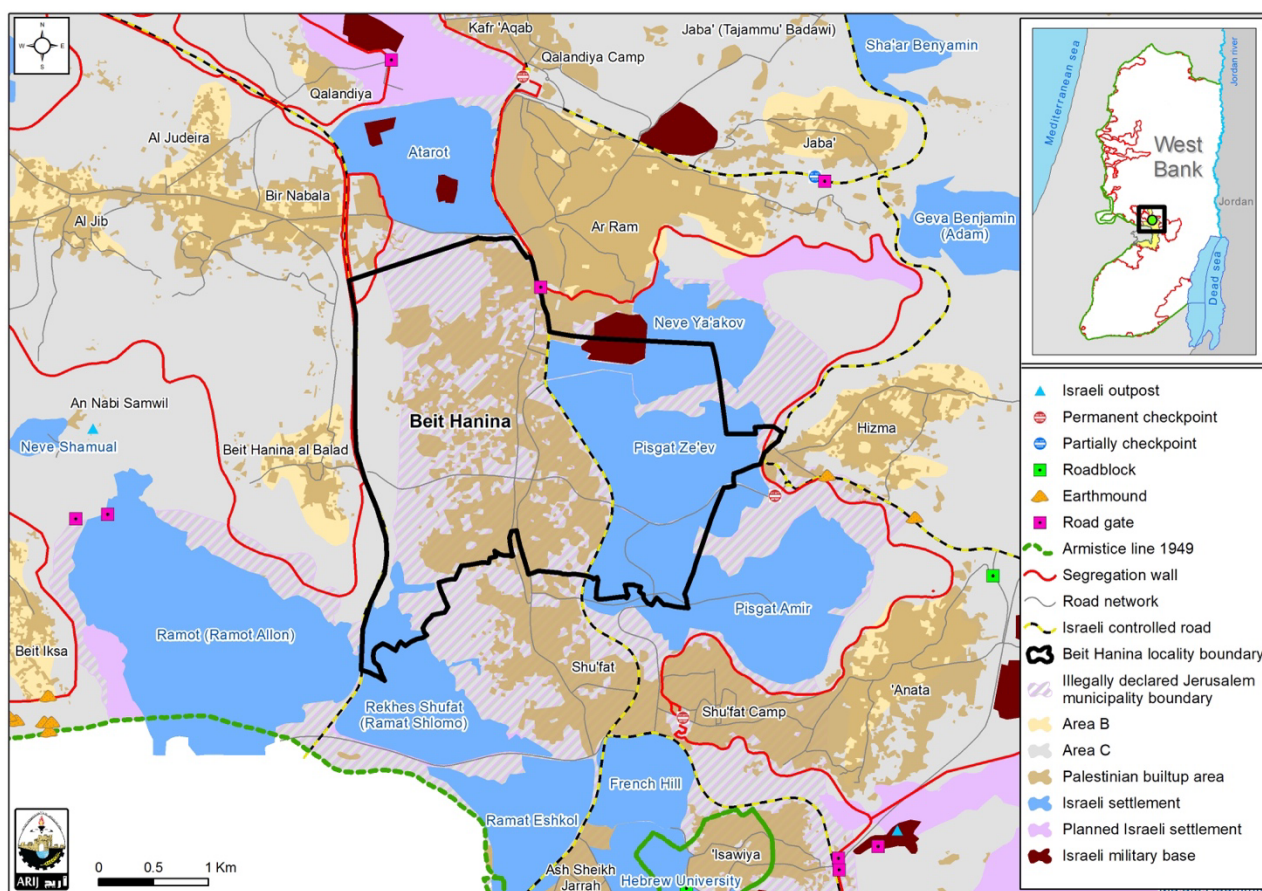 N
W
E
S
Kafr 'Aqab
Jaba' (Tajammu' Badawi)
Qalandiya Camp
Sha'ar Benyamin
Qalandiya
Al Judeira
Atarot
Jaba'
Bir Nabala
Al Jib
Ar Ram
Geva Benjamin
(Adam)
Neve Ya'akov
An Nabi Samwil
Neve Shamual
Beit Hanina
Hizma
Pisgat Ze'ev
Beit Hanina al Balad
Ramot (Ramot Allon)
Pisgat Amir
Beit Iksa
Shu'fat
'Anata
Rekhes Shufat
(Ramat Shlomo)
Shu'fat Camp
French Hill
Ramat Eshkol
'Isawiya
Ash Sheikh
Jarrah
Hebrew University
ARIJ أريج
0 0.5 1 Km
Mediterranean sea
Jordan river
West
Bank
Jordan
Dead sea
Israeli outpost
Permanent checkpoint
Partially checkpoint
Roadblock
Earthmound
Road gate
Armistice line 1949
Segregation wall
Road network
Israeli controlled road
Beit Hanina locality boundary
Illegally declared Jerusalem
municipality boundary
Area B
Area C
Palestinian builtup area
Israeli settlement
Planned Israeli settlement
Israeli military base